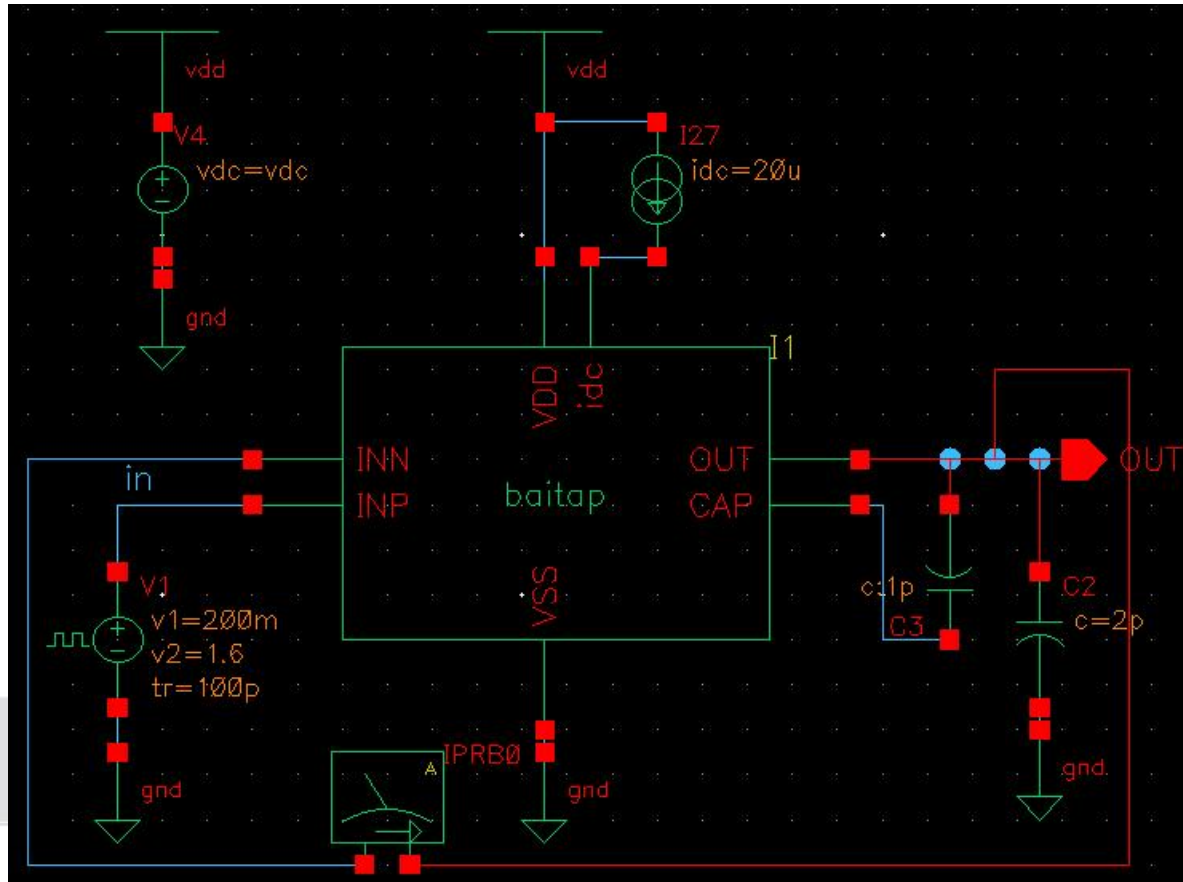 vdd
vdd
V4
vdc=vdc
I27
idc=20u
gnd
I1
VDD
idc
in
INN
INP
baitap
OUT
CAP
OUT
VSS
V1
v1=200m
v2=1.6
tr=100p
c:1p
C3
C2
c=2p
IPRB0
A
gnd
gnd
gnd